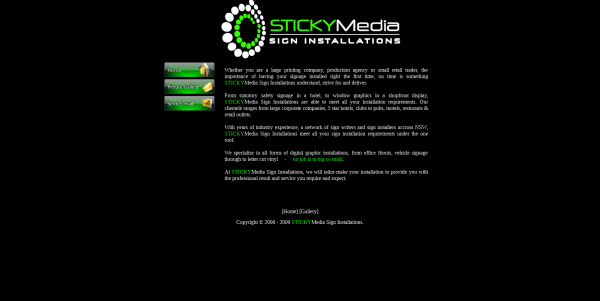 STICKYMedia
SIGN INSTALLATIONS
Home
Picture Gallery
Send Email
Whether you are a large printing company, production agency or small retail trader, the
importance of having your signage installed right the first time, on time is something
STICKYMedia Sign Installations understand, strive for and deliver.
From statutory safety signage in a hotel, to window graphics in a shopfront display,
STICKYMedia Sign Installations are able to meet all your installation requirements. Our
clientele ranges from large corporate companies, 5 star hotels, clubs to pubs, motels, resturants &
retail outlets.
With years of industry experience, a network of sign writers and sign installers accross NSW,
STICKYMedia Sign Installations meet all your sign installation requirements under the one
roof.
We specialise in all forms of digital graphic installations, from office fitouts, vehicle signage
through to letter cut vinyl - no job is to big or small.
At STICKYMedia Sign Installations, we will tailor-make your installation to provide you with
the professional result and service you require and expect.
[Home] [Gallery]
Copyright © 2008 - 2009 STICKYMedia Sign Installations.